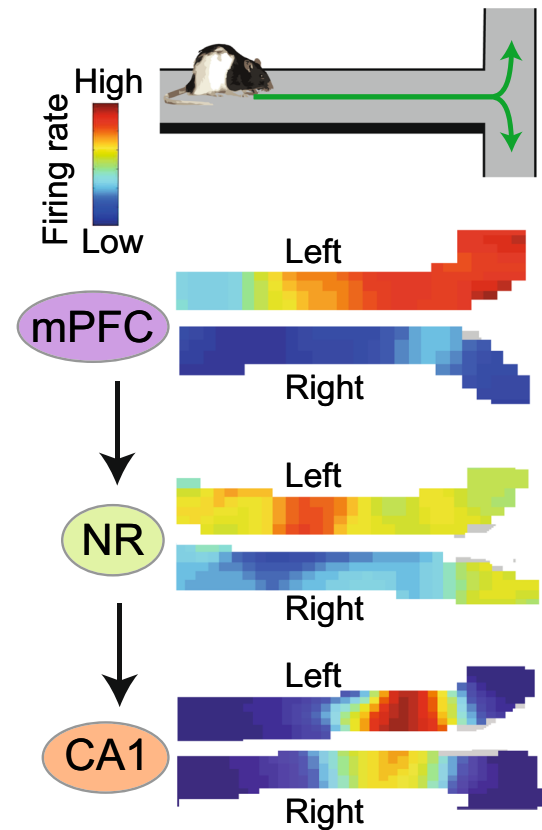 High
Firing rate
Low
Left
mPFC
Right
Left
NR
Right
Left
CA1
Right